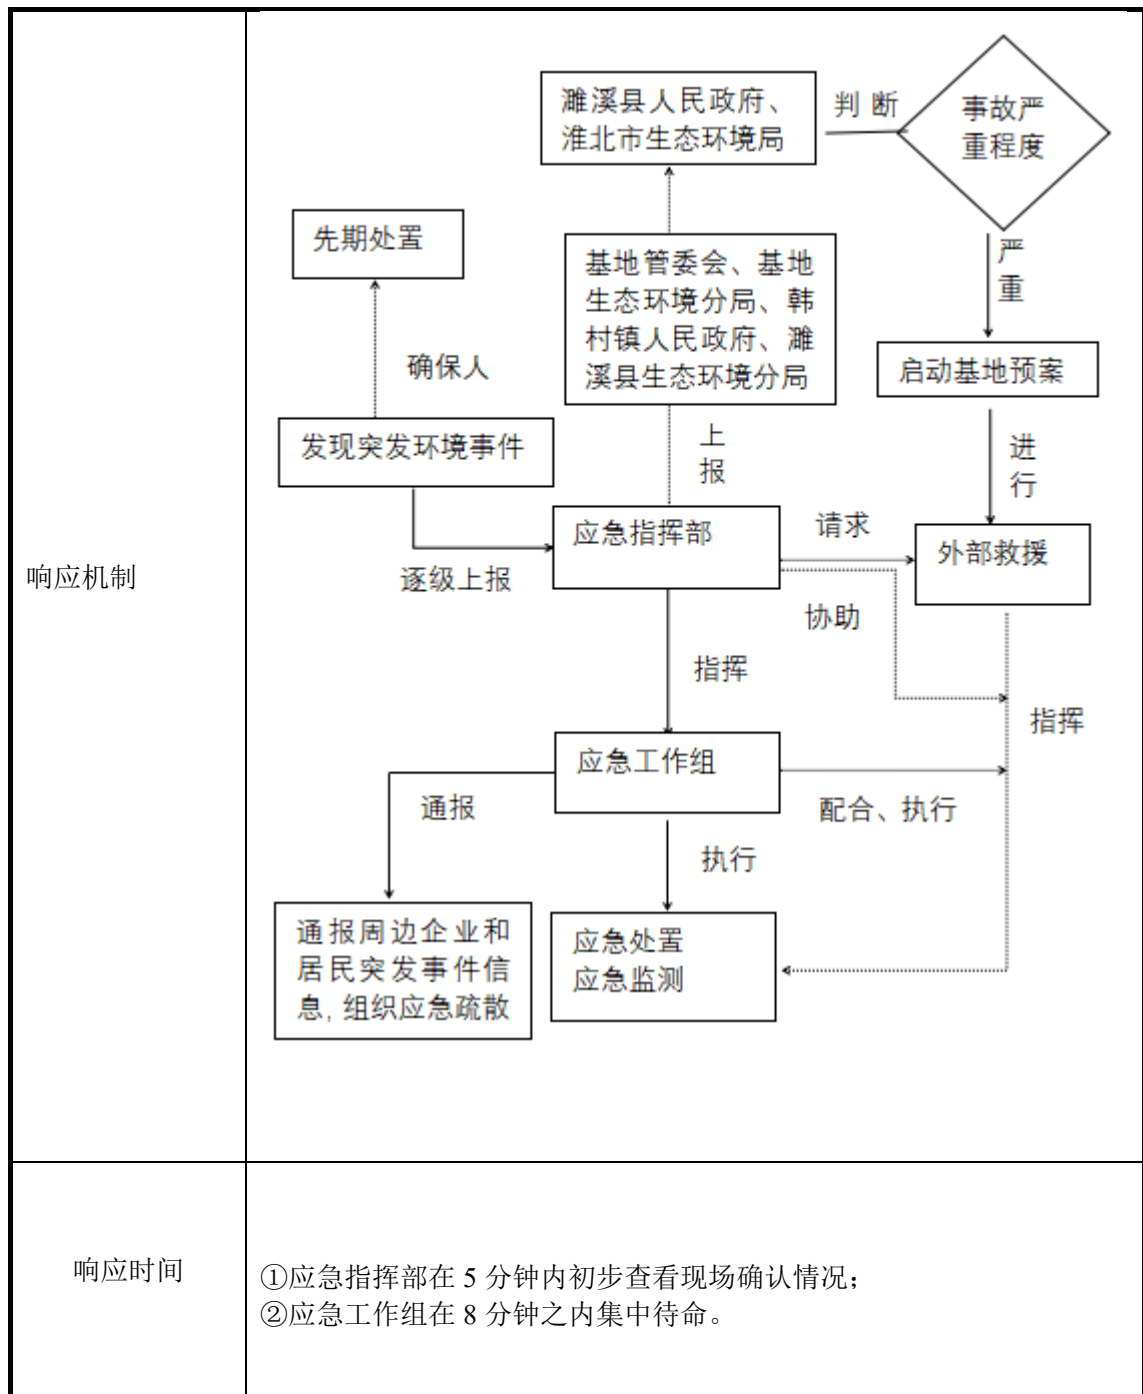 响应机制
濉溪县人民政府、
淮北市生态环境局
判 断
事故严
重程度
先期处置
基地管委会、基地
生态环境分局、韩
村镇人民政府、濉
溪县生态环境分局
严
重
启动基地预案
确保人
发现突发环境事件
上
报
进
行
应急指挥部
请求
外部救援
逐级上报
协助
指挥
指挥
应急工作组
通报
配合、执行
执行
通报周边企业和
居民突发事件信
息,组织应急疏散
应急处置
应急监测
响应时间
①应急指挥部在 5 分钟内初步查看现场确认情况;
②应急工作组在 8 分钟之内集中待命。